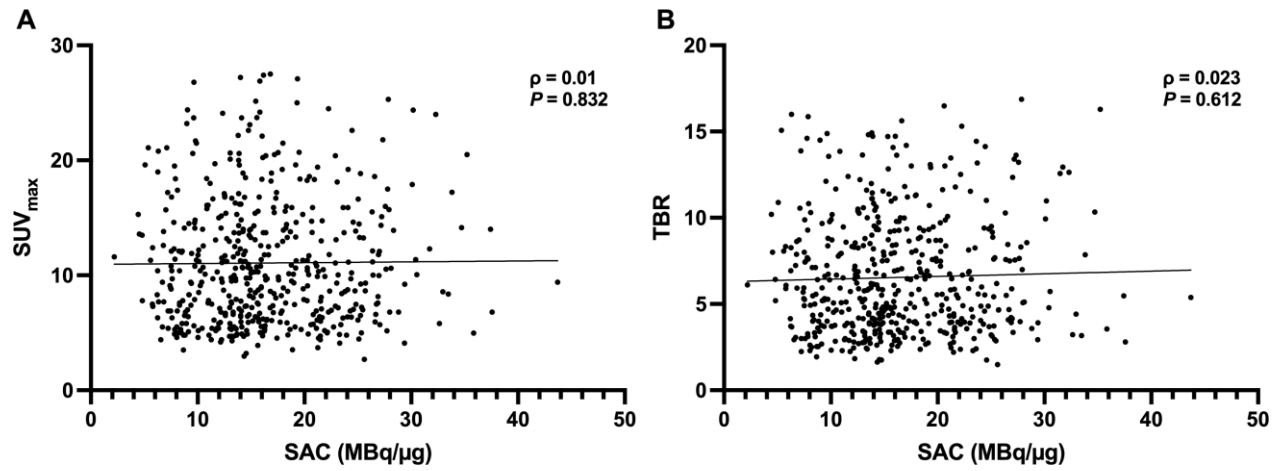 A
30
20
10
0
SUVmax
ρ = 0.01
P = 0.832
0 10 20 30 40 50
SAC (MBq/µg)
B
20
15
10
5
0
TBR
ρ = 0.023
P = 0.612
0 10 20 30 40 50
SAC (MBq/µg)